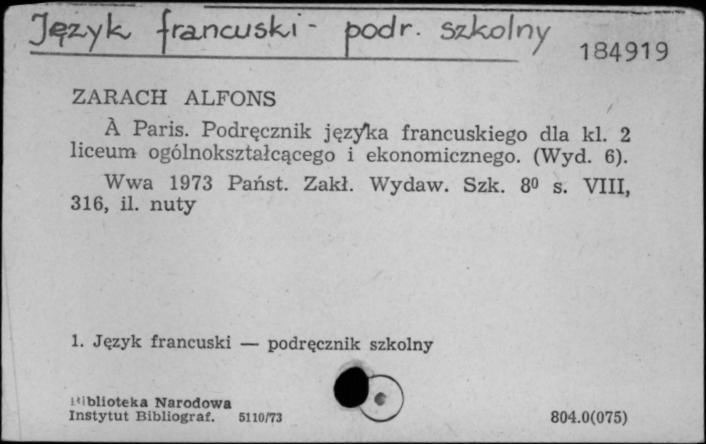 Język francuski - podr. szkolny
184919
ZARACH ALFONS
À Paris. Podręcznik języka francuskiego dla kl. 2
liceum ogólnokształcącego i ekonomicznego. (Wyd. 6).
Wwa 1973 Państ. Zakł. Wydaw. Szk. 8⁰ s. VIII,
316, il. nuty
1. Język francuski — podręcznik szkolny
Biblioteka Narodowa
Instytut Bibliograf. 5110/73
804.0(075)